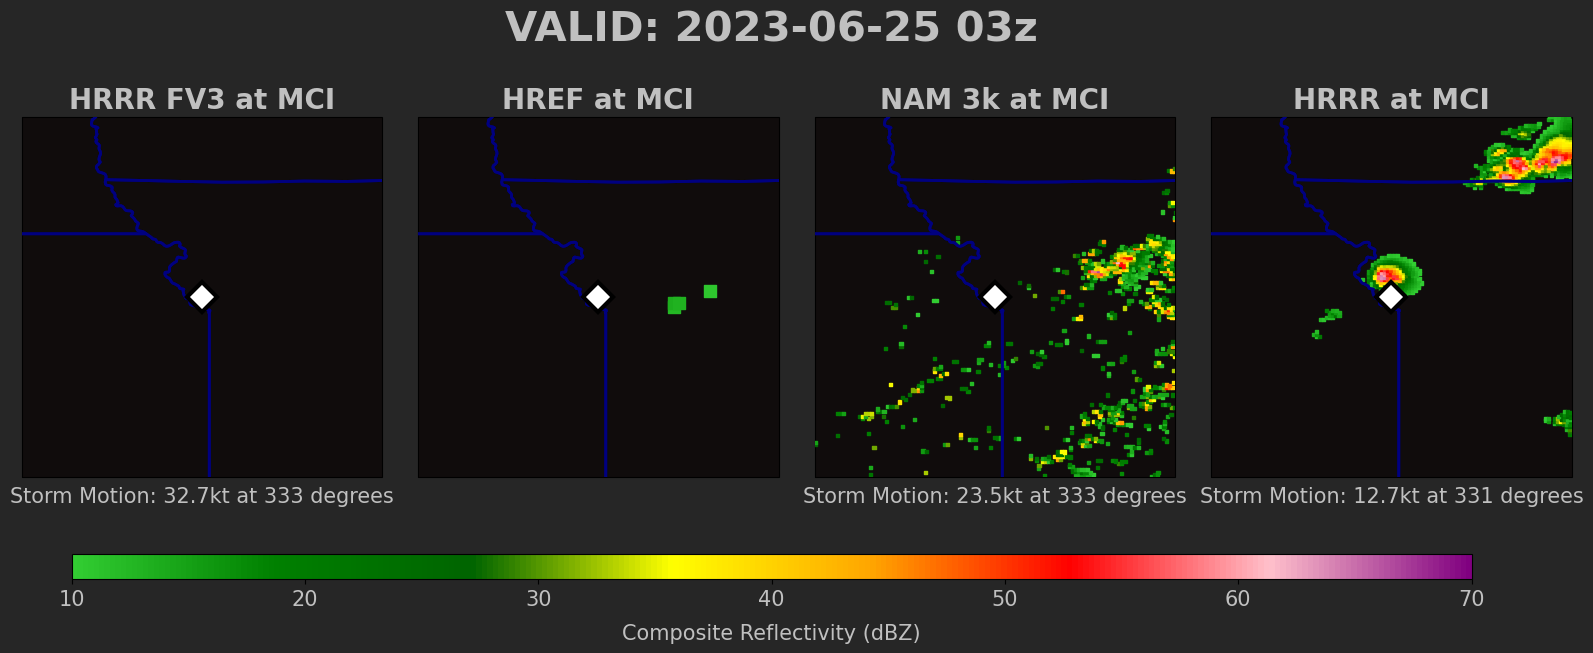 VALID: 2023-06-25 03z
HRRR FV3 at MCI
HREF at MCI
NAM 3k at MCI
HRRR at MCI
Storm Motion: 32.7kt at 333 degrees
Storm Motion: 23.5kt at 333 degrees
Storm Motion: 12.7kt at 331 degrees
10 20 30 40 50 60 70
Composite Reflectivity (dBZ)